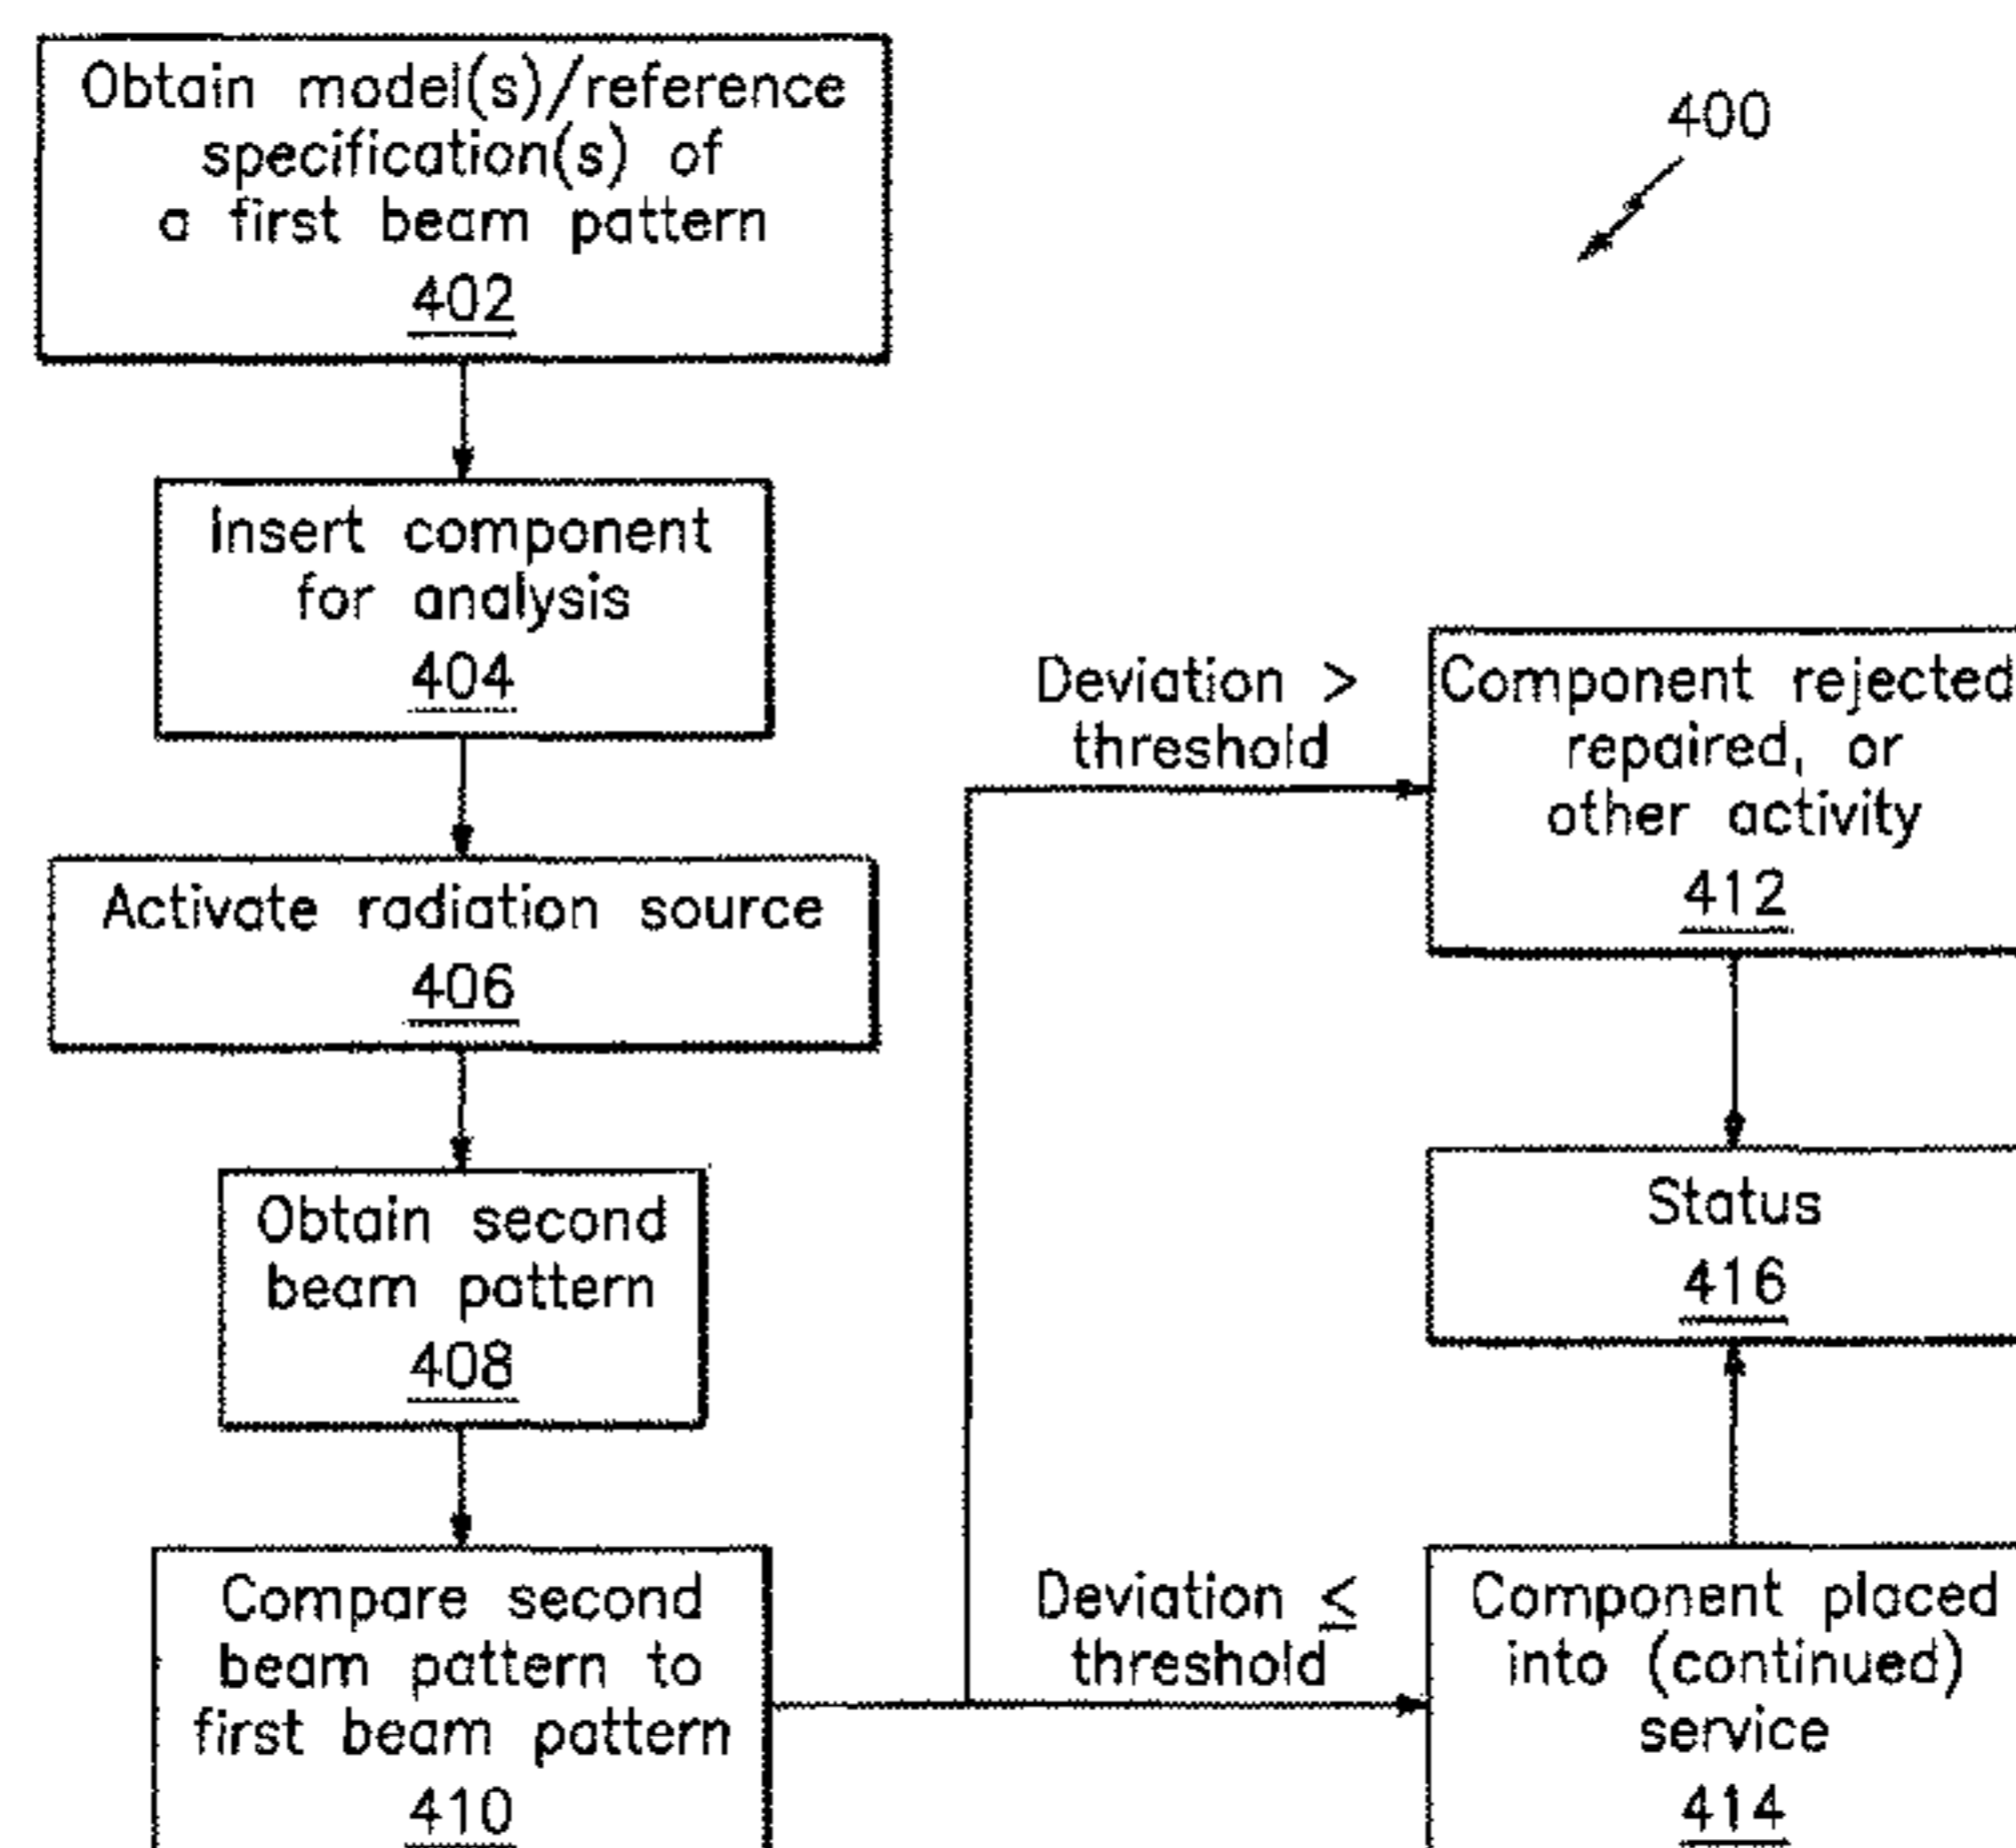 Obtain model(s)/reference
specification(s) of
a first beam pattern
402
400
Insert component
for analysis
404
Activate radiation source
406
Obtain second
beam pattern
408
Compare second
beam pattern to
first beam pattern
410
Deviation >
threshold
Component rejected
repaired, or
other activity
412
Status
416
Deviation ≤
threshold
Component placed
into (continued)
service
414